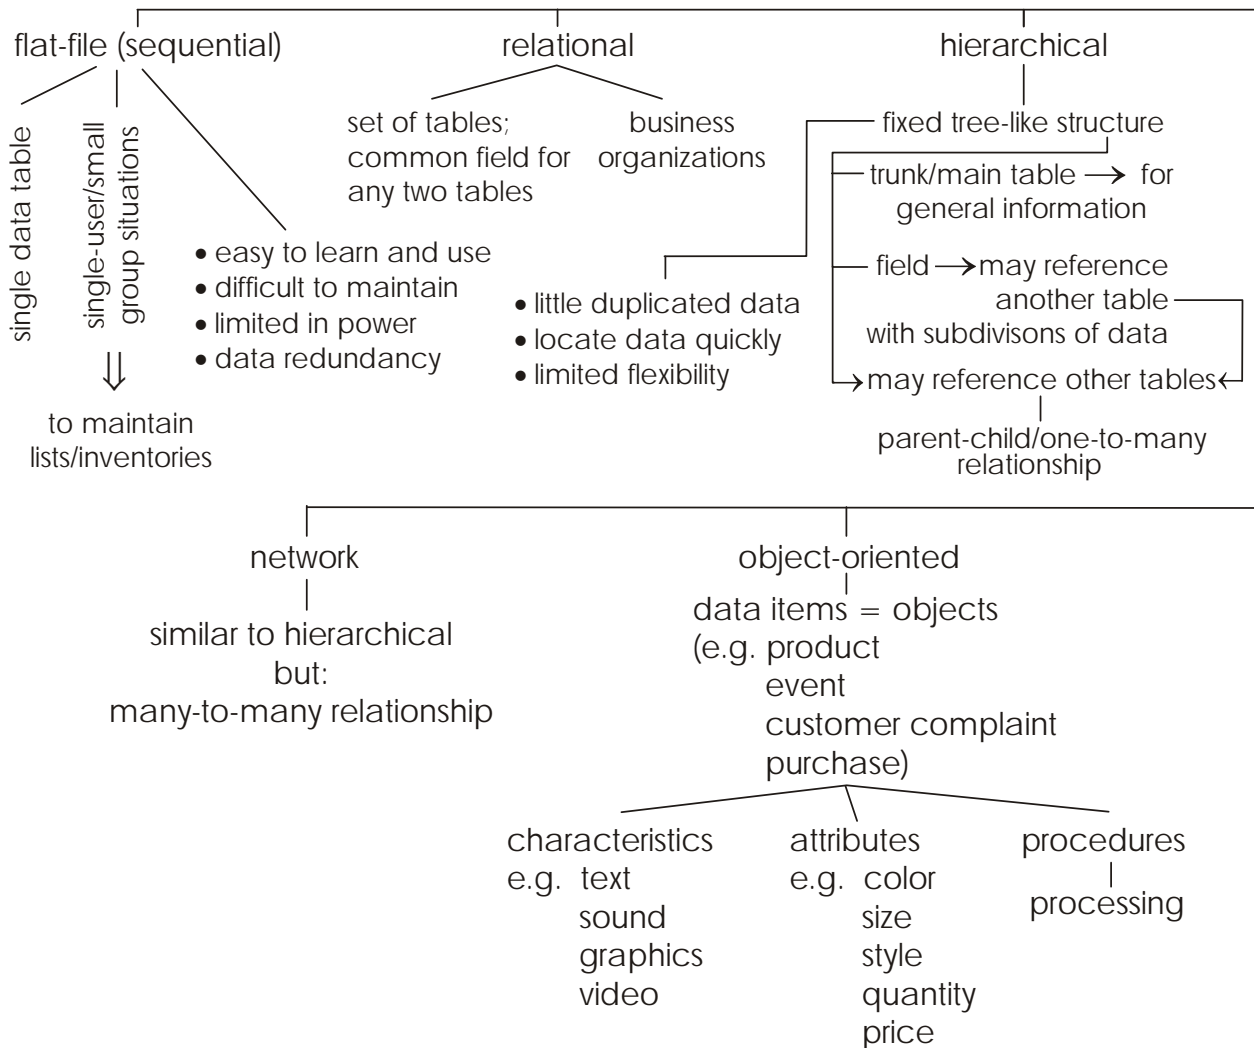 flat-file (sequential)
single data table
single-user/small
group situations
to maintain
lists/inventories
• easy to learn and use
• difficult to maintain
• limited in power
• data redundancy
relational
set of tables;
common field for
any two tables
business
organizations
hierarchical
fixed tree-like structure
• little duplicated data
• locate data quickly
• limited flexibility
trunk/main table → for
general information
field → may reference
another table
with subdivisons of data
may reference other tables
parent-child/one-to-many
relationship
network
similar to hierarchical
but:
many-to-many relationship
object-oriented
data items = objects
(e.g. product
event
customer complaint
purchase)
characteristics
e.g. text
sound
graphics
video
attributes
e.g. color
size
style
quantity
price
procedures
processing